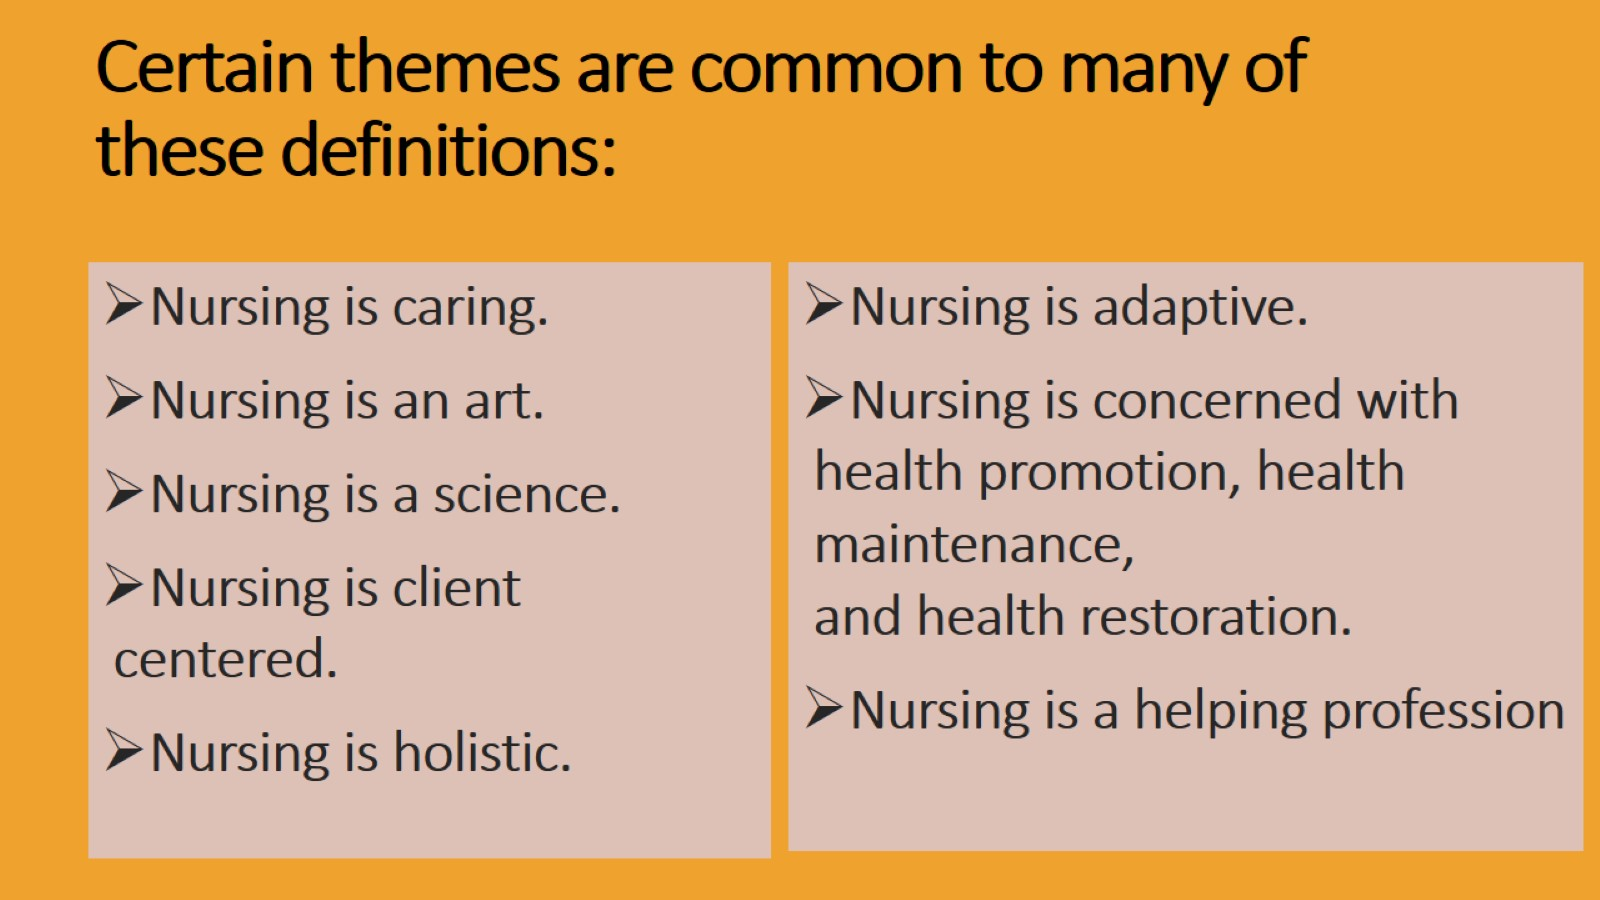 Certain themes are common to many of
these definitions:
➢Nursing is caring.
➢Nursing is an art.
➢Nursing is a science.
➢Nursing is client
centered.
➢Nursing is holistic.
➢Nursing is adaptive.
➢Nursing is concerned with
health promotion, health
maintenance,
and health restoration.
➢Nursing is a helping profession